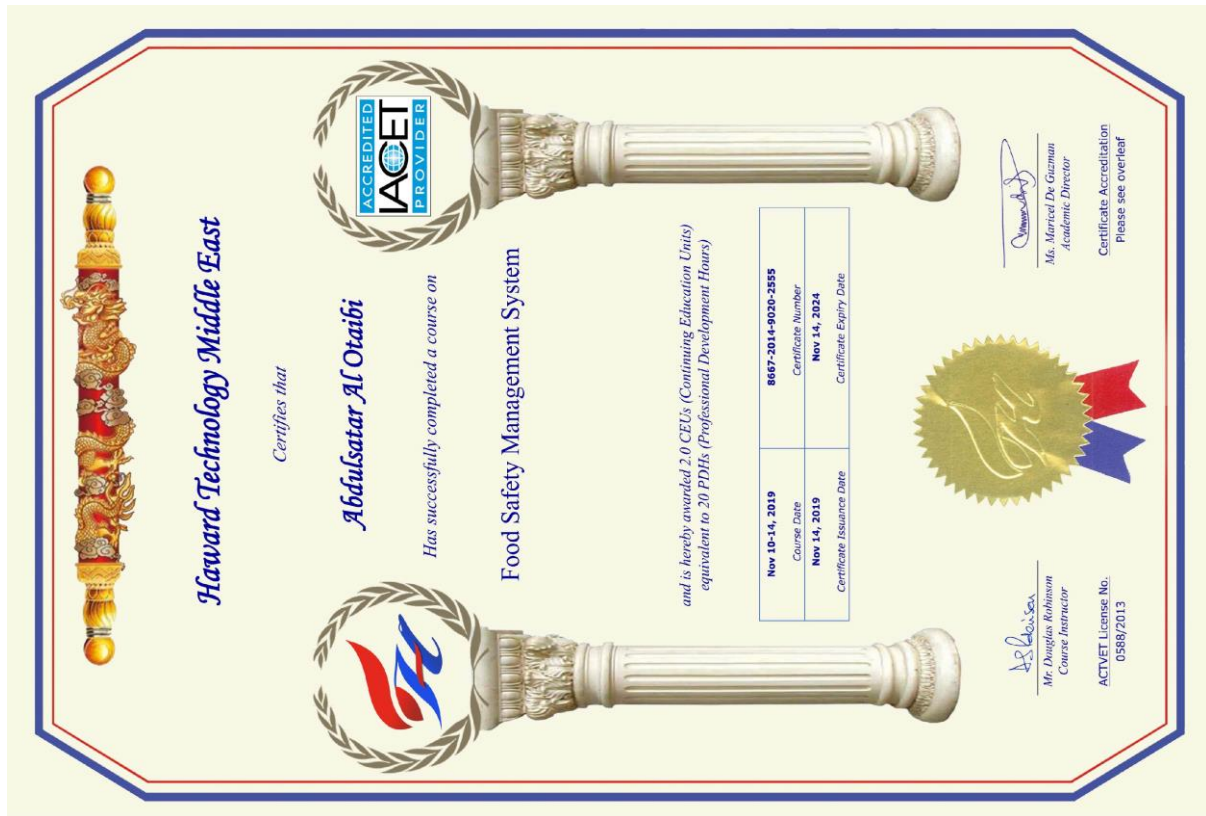 Haward Technology Middle East
Certifies that
Abdulsatar Al Otaibi
Has successfully completed a course on
Food Safety Management System
ACCREDITED
IACET
PROVIDER
and is hereby awarded 2.0 CEUs (Continuing Education Units)
equivalent to 20 PDHs (Professional Development Hours)
Nov 10-14, 2019
Course Date
8667-2014-9020-2555
Certificate Number
Nov 14, 2019
Certificate Issuance Date
Nov 14, 2024
Certificate Expiry Date
Mr. Douglas Robinson
Course Instructor
ACTVET License No.
0588/2013
Ms. Maricel De Guzman
Academic Director
Certificate Accreditation
Please see overleaf